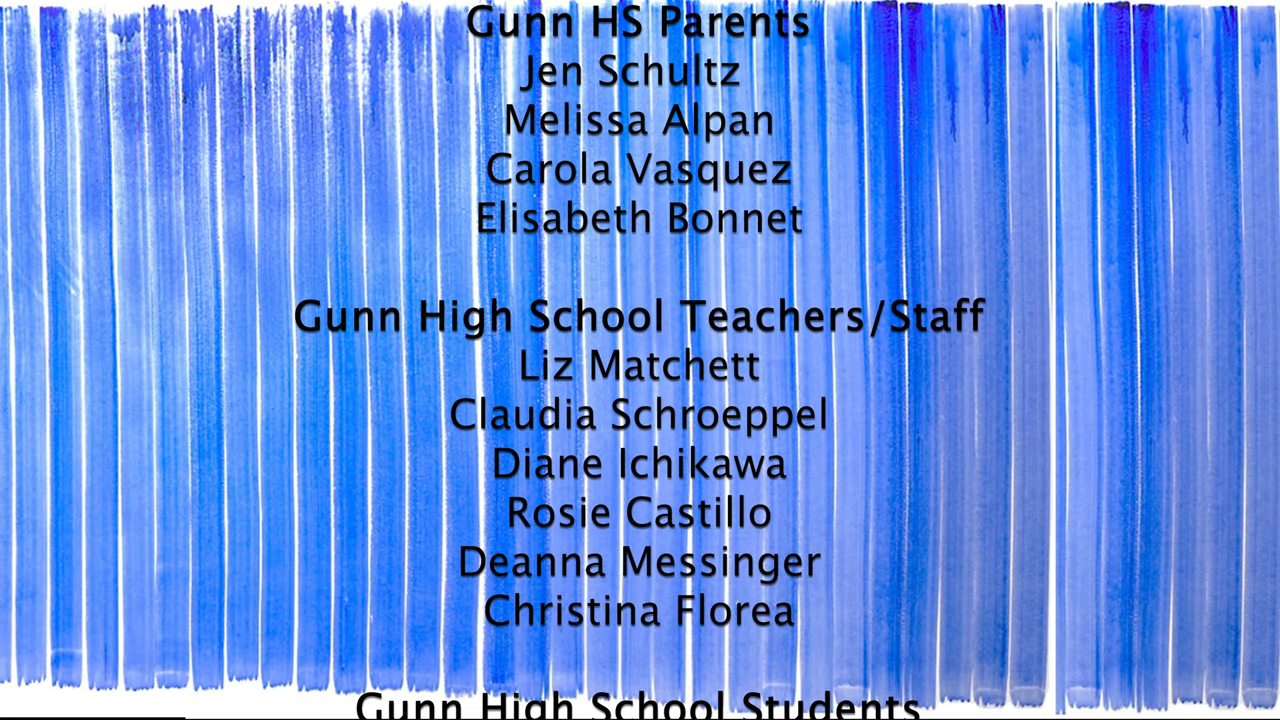 Gunn HS Parents
Jen Schultz
Melissa Alpan
Carola Vasquez
Elisabeth Bonnet
Gunn High School Teachers/Staff
Liz Matchett
Claudia Schroeppel
Diane Ichikawa
Rosie Castillo
Deanna Messinger
Christina Florea
Gunn High School Students